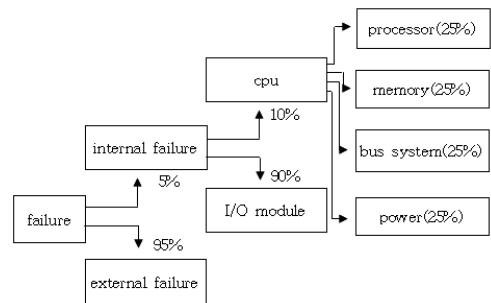 processor(25%)
cpu
memory(25%)
10%
internal failure
bus system(25%)
5%
90%
I/O module
failure
power(25%)
95%
external failure